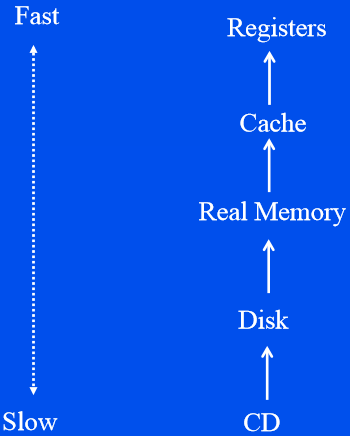 Fast
Registers
Cache
Real Memory
Disk
Slow
CD